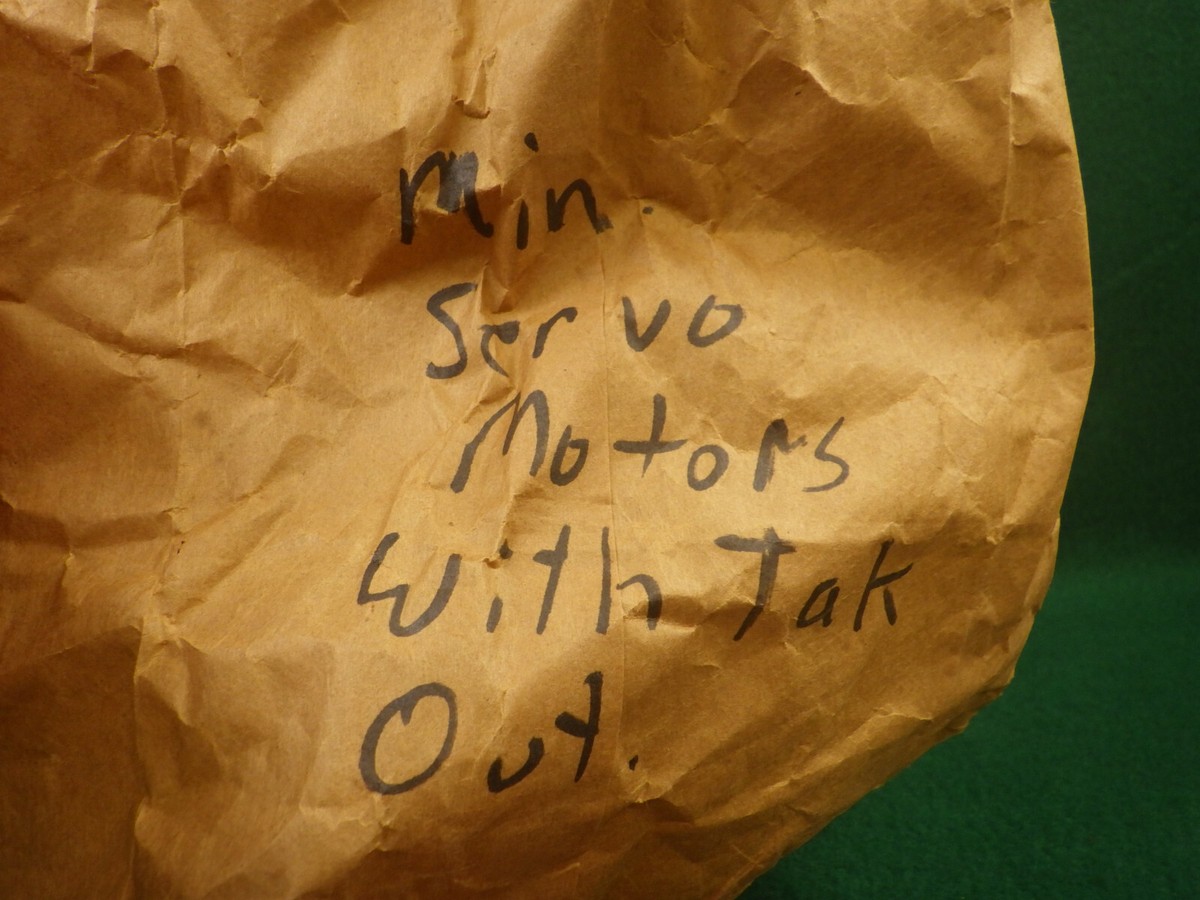 Min.
Servo
Motors
With Tak
Out.